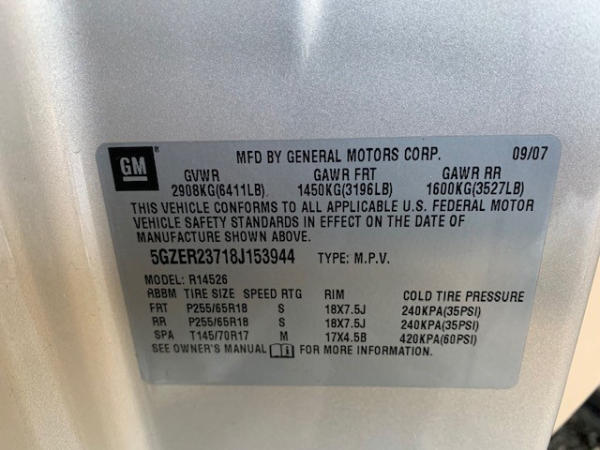 GM ® MFD BY GENERAL MOTORS CORP. 09/07
GVWR GAWR FRT GAWR RR
2908KG(6411LB) 1450KG(3196LB) 1600KG(3527LB)
THIS VEHICLE CONFORMS TO ALL APPLICABLE U.S. FEDERAL MOTOR
VEHICLE SAFETY STANDARDS IN EFFECT ON THE DATE OF
MANUFACTURE SHOWN ABOVE.
5GZER23718J153944 TYPE: M.P.V.
MODEL: R14526
ABBM TIRE SIZE SPEED RTG RIM COLD TIRE PRESSURE
FRT P255/65R18 S 18X7.5J 240KPA(35PSI)
RR P255/65R18 S 18X7.5J 240KPA(35PSI)
SPA T145/70R17 M 17X4.5B 420KPA(60PSI)
SEE OWNER'S MANUAL FOR MORE INFORMATION.